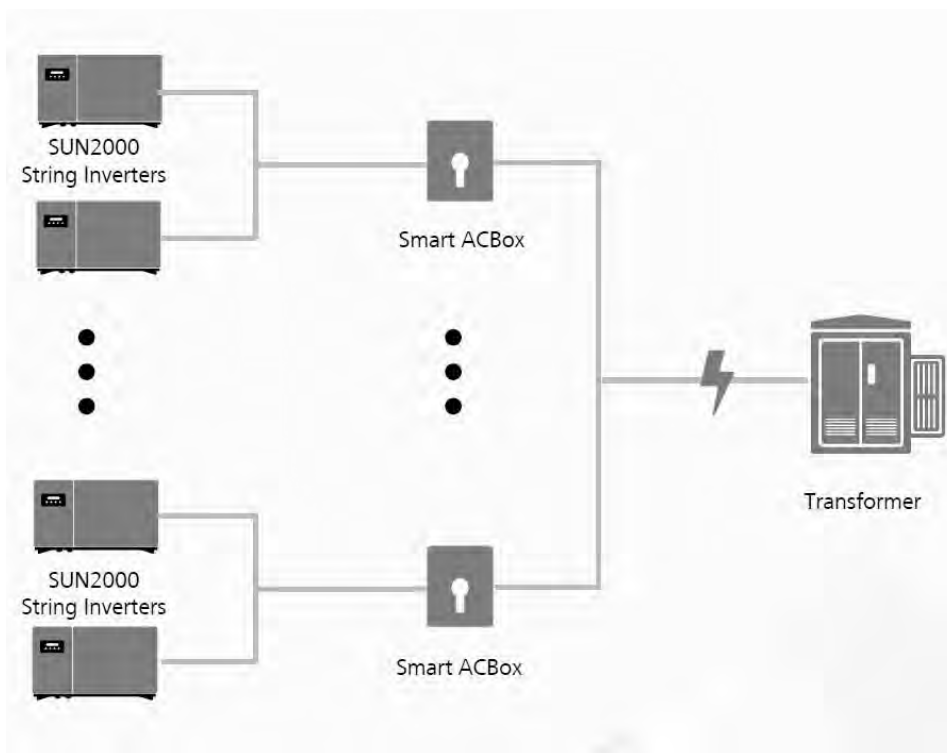 SUN2000
String Inverters
Smart ACBox
Transformer
SUN2000
String Inverters
Smart ACBox